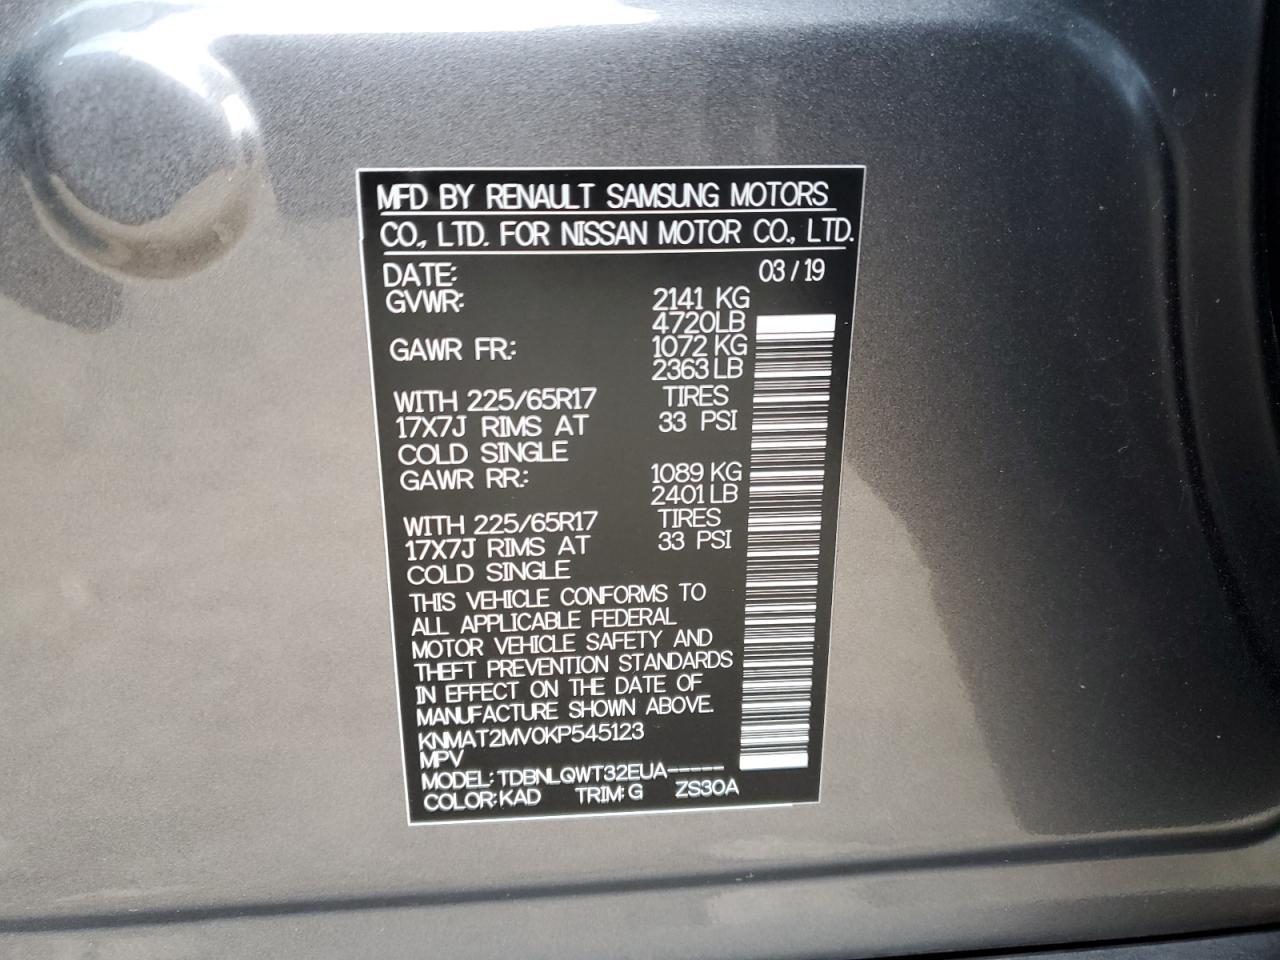 MFD BY RENAULT SAMSUNG MOTORS
CO., LTD. FOR NISSAN MOTOR CO., LTD.
DATE: 03/19
GVWR: 2141 KG
4720LB
GAWR FR: 1072 KG
2363LB
WITH 225/65R17 TIRES
17X7J RIMS AT 33 PSI
COLD SINGLE
GAWR RR: 1089 KG
2401LB
WITH 225/65R17 TIRES
17X7J RIMS AT 33 PSI
COLD SINGLE
THIS VEHICLE CONFORMS TO
ALL APPLICABLE FEDERAL
MOTOR VEHICLE SAFETY AND
THEFT PREVENTION STANDARDS
IN EFFECT ON THE DATE OF
MANUFACTURE SHOWN ABOVE.
KNMAT2MV0KP545123
MPV
MODEL: TDBNLQWT32EUA-----
COLOR: KAD TRIM: G ZS30A